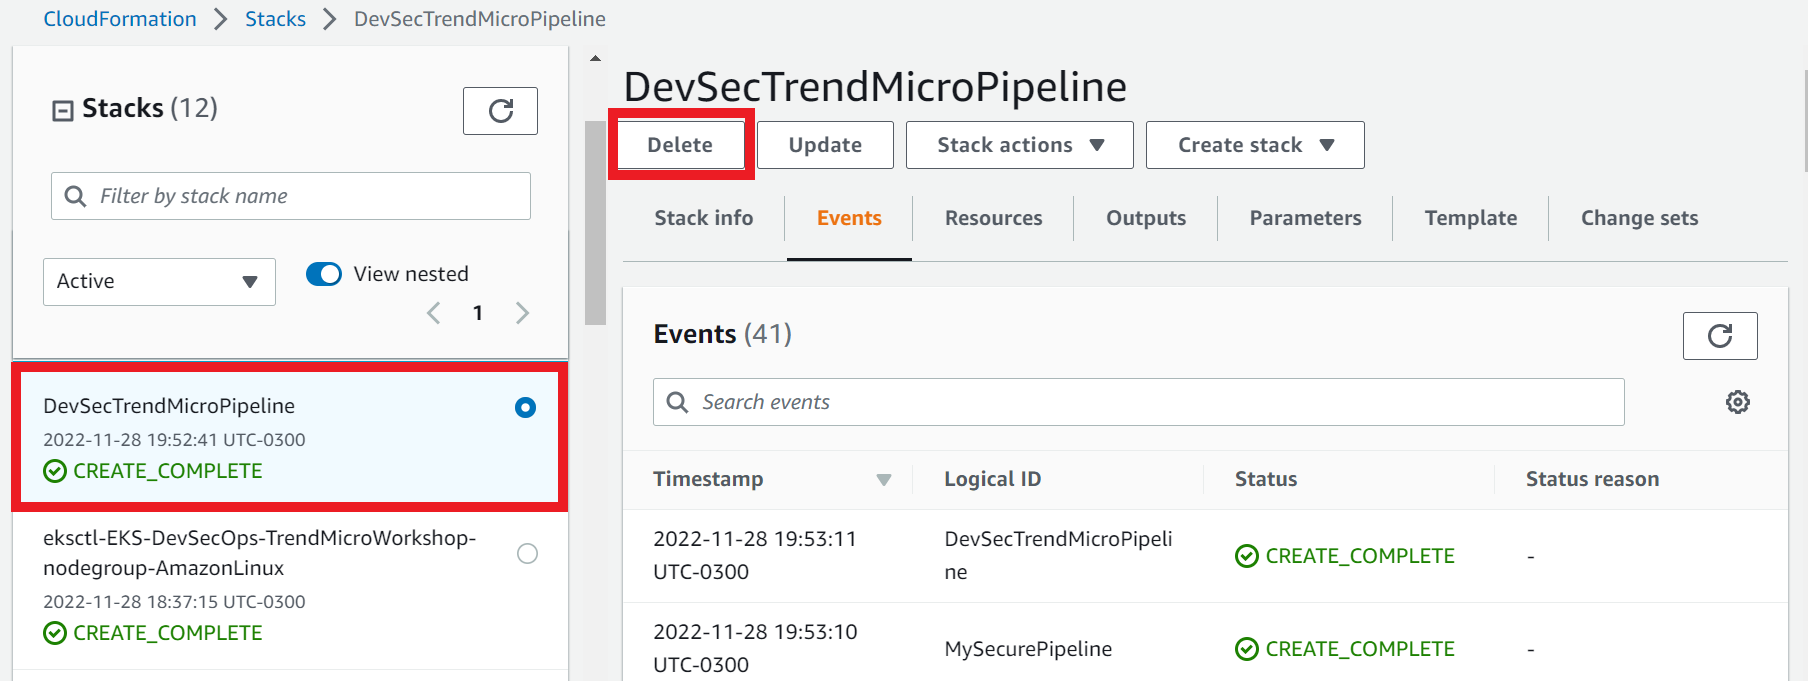 CloudFormation > Stacks > DevSecTrendMicroPipeline
Stacks (12)
Filter by stack name
Active
View nested
1
DevSecTrendMicroPipeline
2022-11-28 19:52:41 UTC-0300
CREATE_COMPLETE
eksctl-EKS-DevSecOps-TrendMicroWorkshop-
nodegroup-AmazonLinux
2022-11-28 18:37:15 UTC-0300
CREATE_COMPLETE
DevSecTrendMicroPipeline
Delete Update Stack actions Create stack
Stack info Events Resources Outputs Parameters Template Change sets
Events (41)
Search events
Timestamp Logical ID Status Status reason
2022-11-28 19:53:11 DevSecTrendMicroPipeli
UTC-0300 ne CREATE_COMPLETE -
2022-11-28 19:53:10
UTC-0300 MySecurePipeline CREATE_COMPLETE -